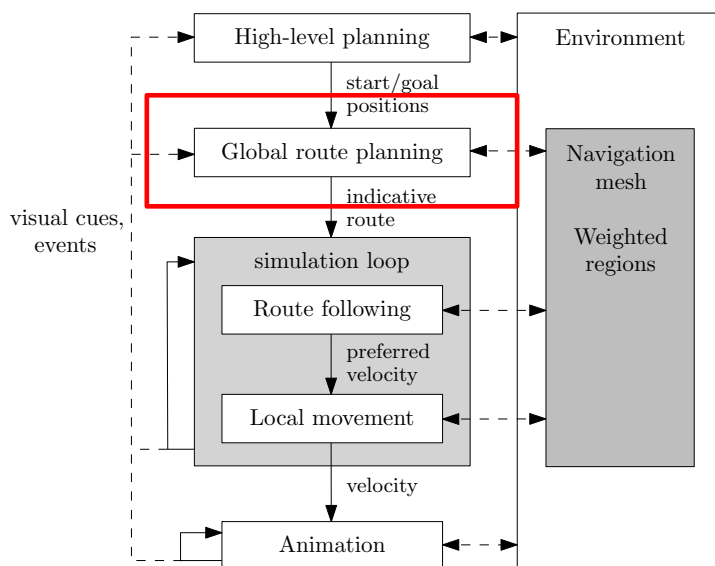 High-level planning
Environment
start/goal
positions
Global route planning
Navigation
mesh
Weighted
regions
indicative
route
visual cues,
events
simulation loop
Route following
preferred
velocity
Local movement
velocity
Animation